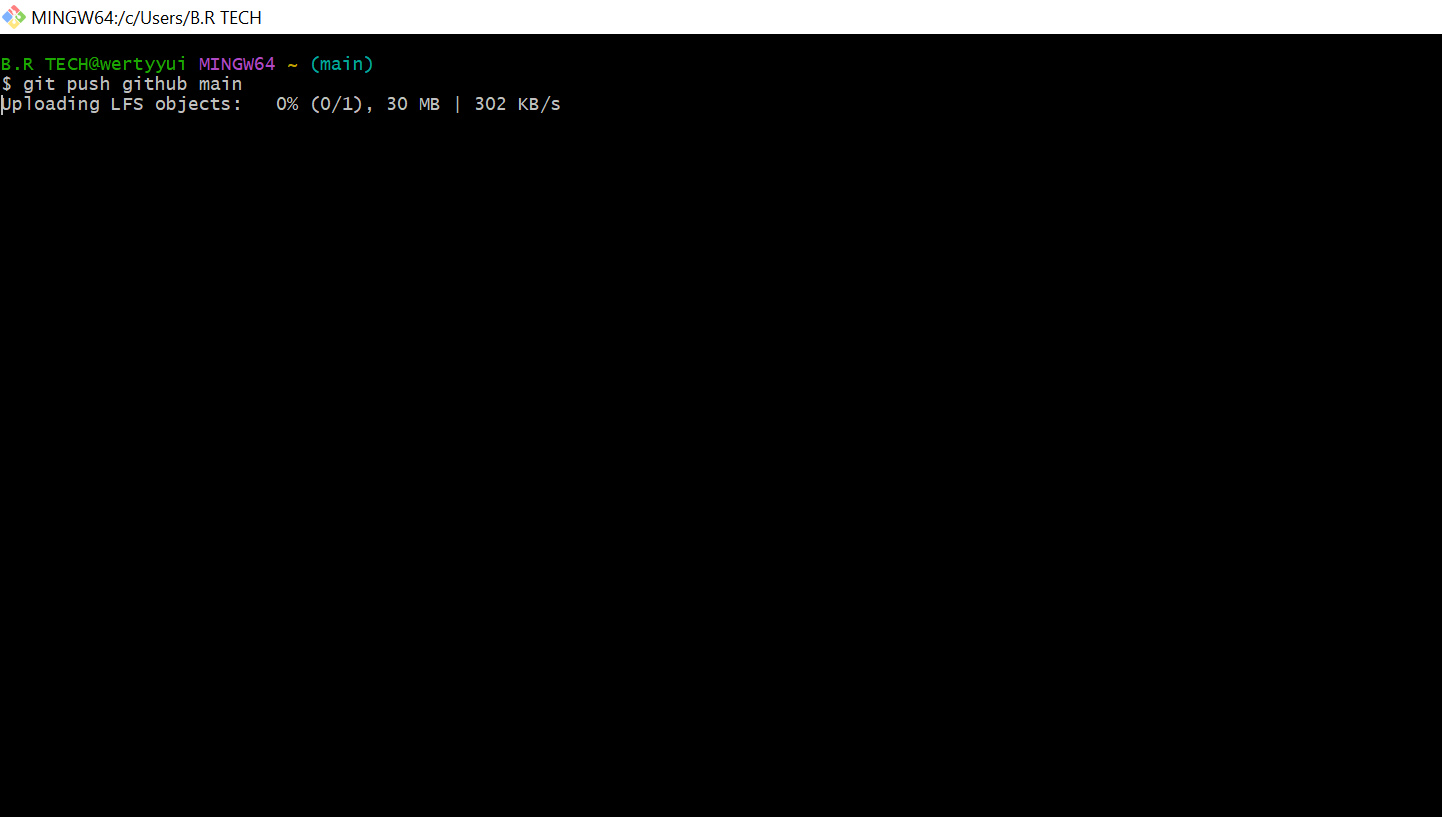 MINGW64:/c/Users/B.R TECH
B.R TECH@wertyyui MINGW64 ~ (main)
$ git push github main
Uploading LFS objects:   0% (0/1), 30 MB | 302 KB/s